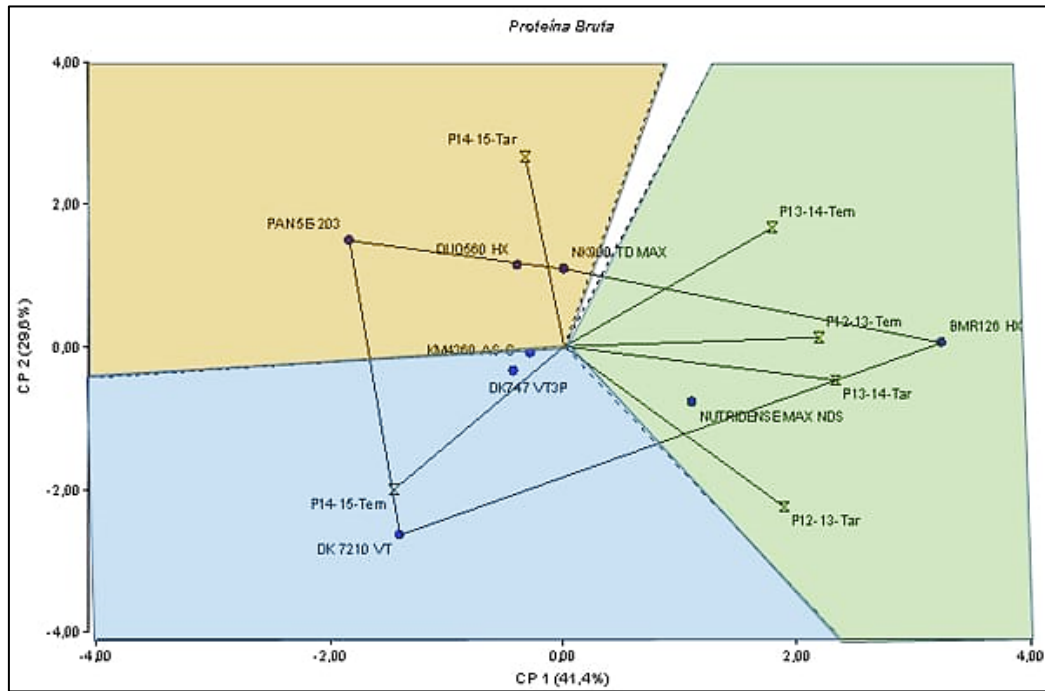 Proteína Bruta
4,00
P14-15-Tar
P13-14-Tem
2,00
PAN5E-203
DUO560 HX
NK900 TD MAX
P12-13-Tem
BMR126 HX
CP 2 (29,6%)
0,00
KM4360 AS-G
P13-14-Tar
DK747 VT3P
NUTRIDENSE MAX NDS
-2,00
P14-15-Tem
P12-13-Tar
DK 7210 VT
-4,00
-4,00
-2,00
0,00
2,00
4,00
CP 1 (41,4%)